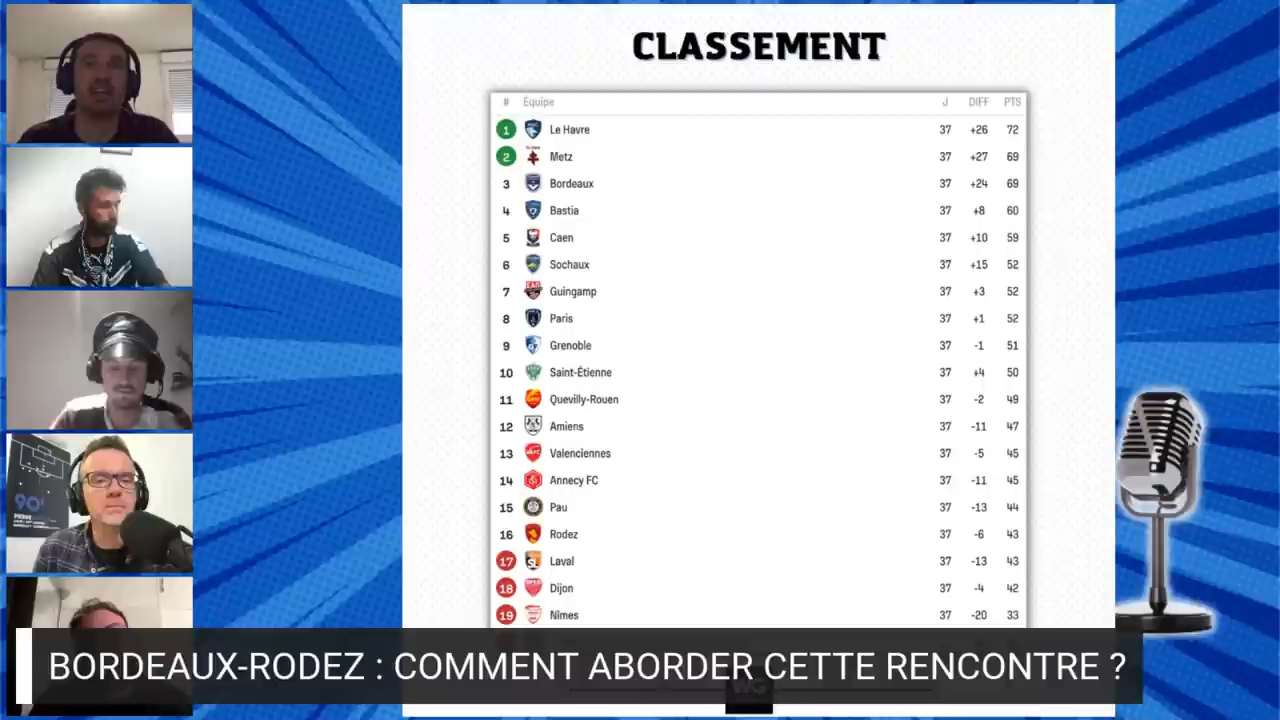 CLASSEMENT
# Équipe J DIFF PTS
1 Le Havre 37 +26 72
2 Metz 37 +27 69
3 Bordeaux 37 +24 69
4 Bastia 37 +8 60
5 Caen 37 +10 59
6 Sochaux 37 +15 52
7 Guingamp 37 +3 52
8 Paris 37 +1 52
9 Grenoble 37 -1 51
10 Saint-Étienne 37 +4 50
11 Quevilly-Rouen 37 -2 49
12 Amiens 37 -11 47
13 Valenciennes 37 -5 45
14 Annecy FC 37 -11 45
15 Pau 37 -13 44
16 Rodez 37 -6 43
17 Laval 37 -13 43
18 Dijon 37 -4 42
19 Nîmes 37 -20 33
90'
BORDEAUX-RODEZ : COMMENT ABORDER CETTE RENCONTRE ?